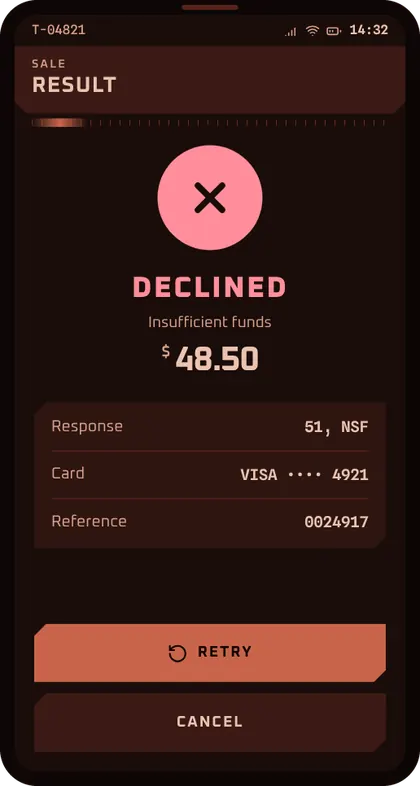 T-04821 14:32
SALE
RESULT
DECLINED
Insufficient funds
$ 48.50
Response 51, NSF
Card VISA •••• 4921
Reference 0024917
RETRY
CANCEL